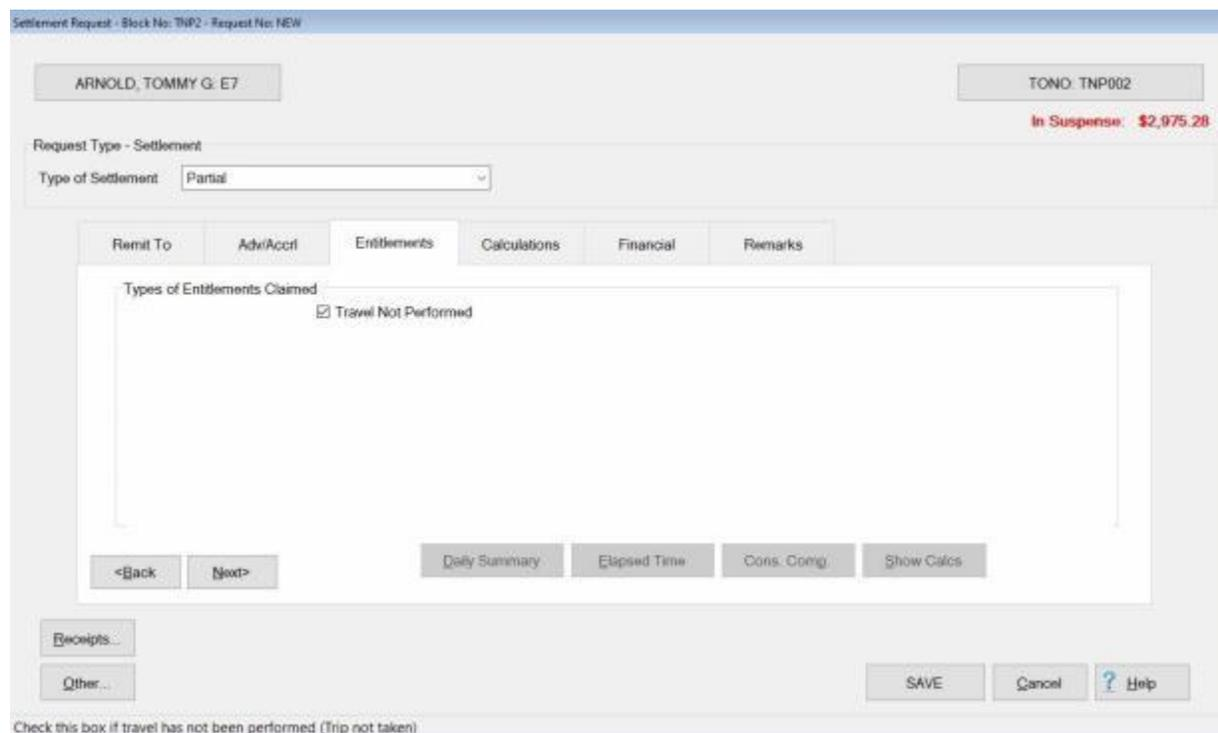 Settlement Request - Block No: TNP2 - Request No: NEW
ARNOLD, TOMMY G: E7
TONO: TNP002
In Suspense: $2,975.28
Request Type - Settlement
Type of Settlement Partial
Remit To Adv/Accrl Entitlements Calculations Financial Remarks
Types of Entitlements Claimed
Travel Not Performed
<Back Next> Daily Summary Elapsed Time Cons. Comp. Show Calcs
Receipts...
Other... SAVE Cancel ? Help
Check this box if travel has not been performed (Trip not taken)